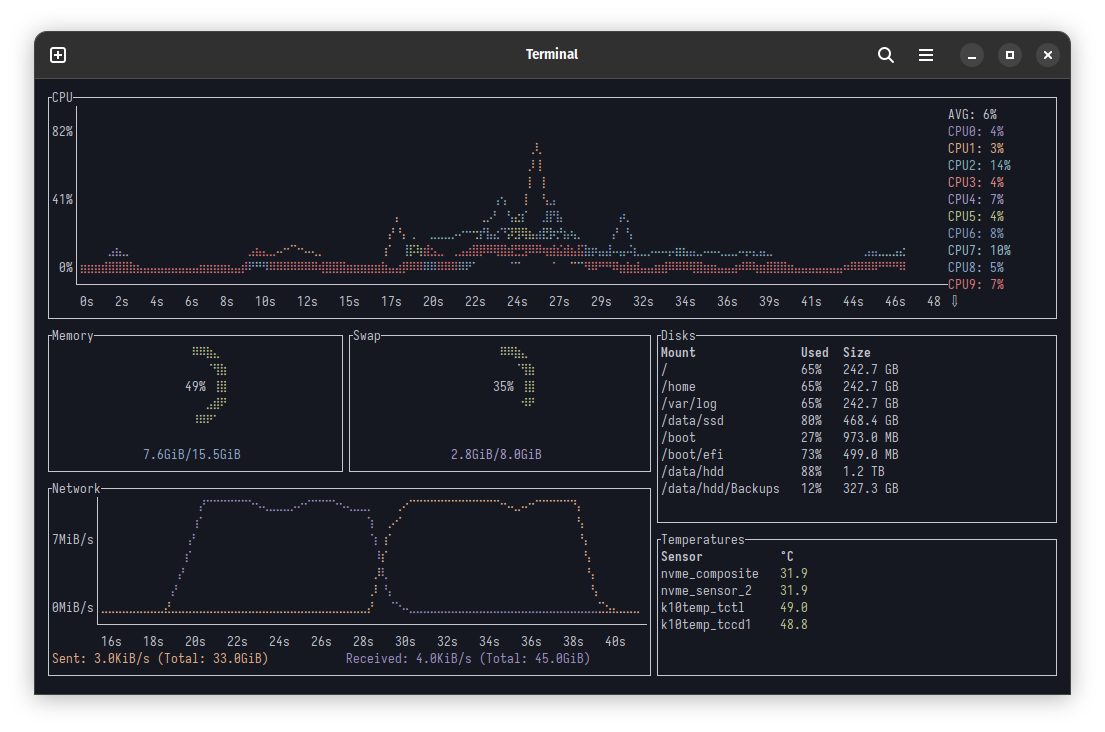 Terminal
CPU
82%
41%
0%
0s 2s 4s 6s 8s 10s 12s 15s 17s 20s 22s 24s 27s 29s 32s 34s 36s 39s 41s 44s 46s 48 ⇩
AVG: 6%
CPU0: 4%
CPU1: 3%
CPU2: 14%
CPU3: 4%
CPU4: 7%
CPU5: 4%
CPU6: 8%
CPU7: 10%
CPU8: 5%
CPU9: 7%
Memory
49%
7.6GiB/15.5GiB
Swap
35%
2.8GiB/8.0GiB
Disks
Mount Used Size
/ 65% 242.7 GB
/home 65% 242.7 GB
/var/log 65% 242.7 GB
/data/ssd 80% 468.4 GB
/boot 27% 973.0 MB
/boot/efi 73% 499.0 MB
/data/hdd 88% 1.2 TB
/data/hdd/Backups 12% 327.3 GB
Network
7MiB/s
0MiB/s
16s 18s 20s 22s 24s 26s 28s 30s 32s 34s 36s 38s 40s
Sent: 3.0KiB/s (Total: 33.0GiB) Received: 4.0KiB/s (Total: 45.0GiB)
Temperatures
Sensor °C
nvme_composite 31.9
nvme_sensor_2 31.9
k10temp_tctl 49.0
k10temp_tccd1 48.8